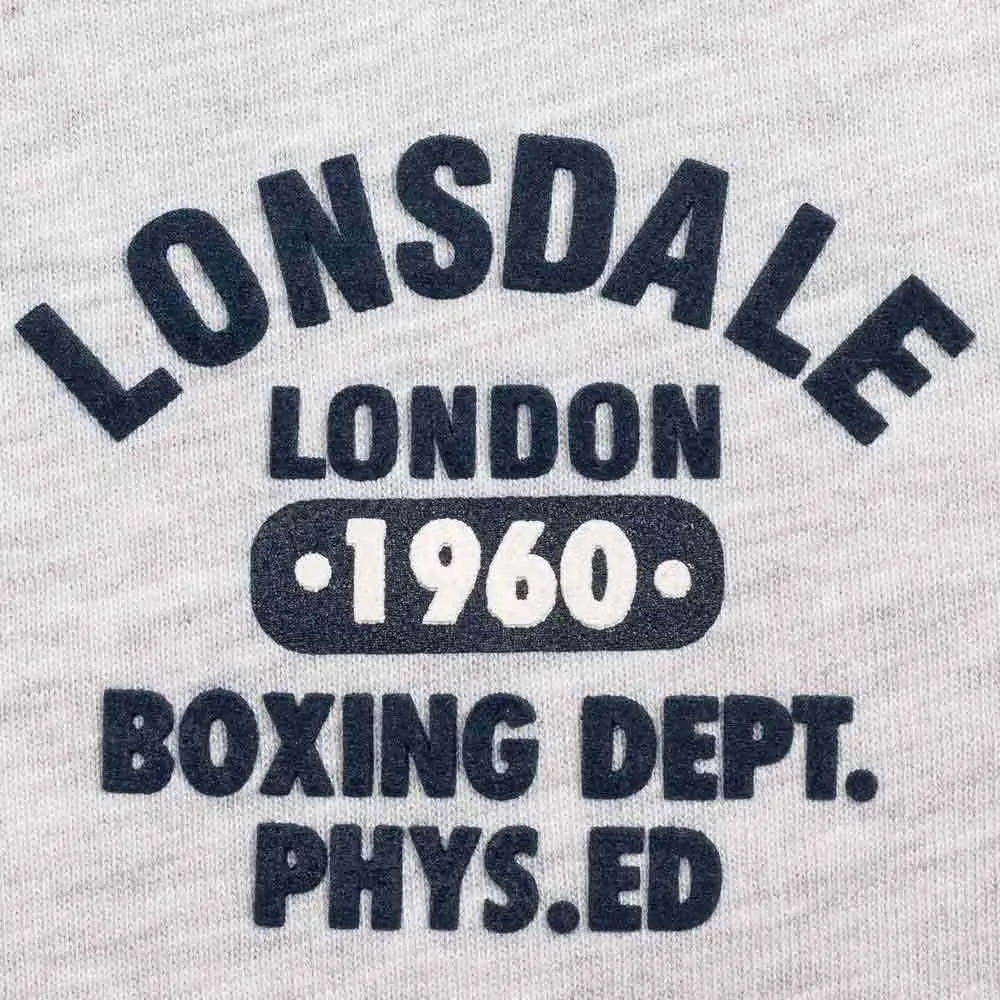 LONSDALE
LONDON
·1960·
BOXING DEPT.
PHYS.ED